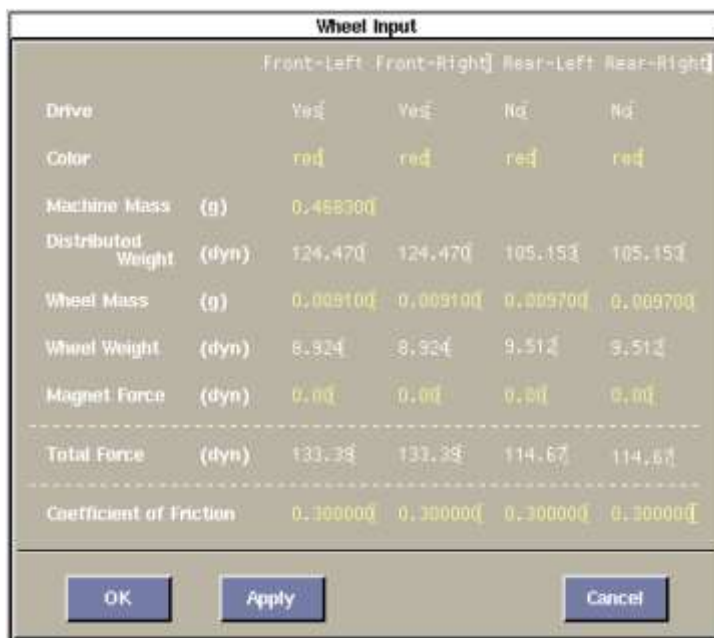 Wheel Input
Front-Left Front-Right Rear-Left Rear-Right
Drive Yes Yes No No
Color red red red red
Machine Mass (g) 0.468300
Distributed
Weight (dyn) 124.470 124.470 105.153 105.153
Wheel Mass (g) 0.009100 0.009100 0.009700 0.009700
Wheel Weight (dyn) 8.924 8.924 9.512 9.512
Magnet Force (dyn) 0.00 0.00 0.00 0.00
Total Force (dyn) 133.39 133.39 114.67 114.67
Coefficient of Friction 0.300000 0.300000 0.300000 0.300000
OK Apply Cancel